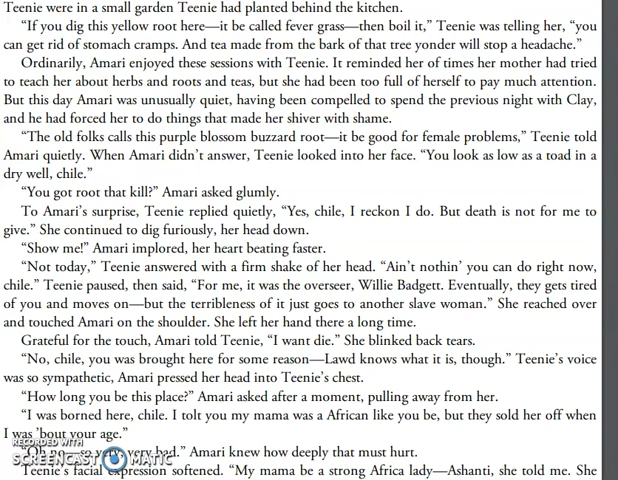 Teenie were in a small garden Teenie had planted behind the kitchen.
“If you dig this yellow root here—it be called fever grass—then boil it,” Teenie was telling her, “you
can get rid of stomach cramps. And tea made from the bark of that tree yonder will stop a headache.”
Ordinarily, Amari enjoyed these sessions with Teenie. It reminded her of times her mother had tried
to teach her about herbs and roots and teas, but she had been too full of herself to pay much attention.
But this day Amari was unusually quiet, having been compelled to spend the previous night with Clay,
and he had forced her to do things that made her shiver with shame.
“The old folks calls this purple blossom buzzard root—it be good for female problems,” Teenie told
Amari quietly. When Amari didn’t answer, Teenie looked into her face. “You look as low as a toad in a
dry well, chile.”
“You got root that kill?” Amari asked glumly.
To Amari’s surprise, Teenie replied quietly, “Yes, chile, I reckon I do. But death is not for me to
give.” She continued to dig furiously, her head down.
“Show me!” Amari implored, her heart beating faster.
“Not today,” Teenie answered with a firm shake of her head. “Ain’t nothin’ you can do right now,
chile.” Teenie paused, then said, “For me, it was the overseer, Willie Badgett. Eventually, they gets tired
of you and moves on—but the terribleness of it just goes to another slave woman.” She reached over
and touched Amari on the shoulder. She left her hand there a long time.
Grateful for the touch, Amari told Teenie, “I want die.” She blinked back tears.
“No, chile, you was brought here for some reason—Lawd knows what it is, though.” Teenie’s voice
was so sympathetic, Amari pressed her head into Teenie’s chest.
“How long you be this place?” Amari asked after a moment, pulling away from her.
“I was borned here, chile. I tolt you my mama was a African like you be, but they sold her off when
I was ’bout your age.”
RECORDED WITH
“Oh no—so very, very bad.” Amari knew how deeply that must hurt.
SCREENCAST MATIC
Teenie’s facial expression softened. “My mama be a strong Africa lady—Ashanti, she told me. She